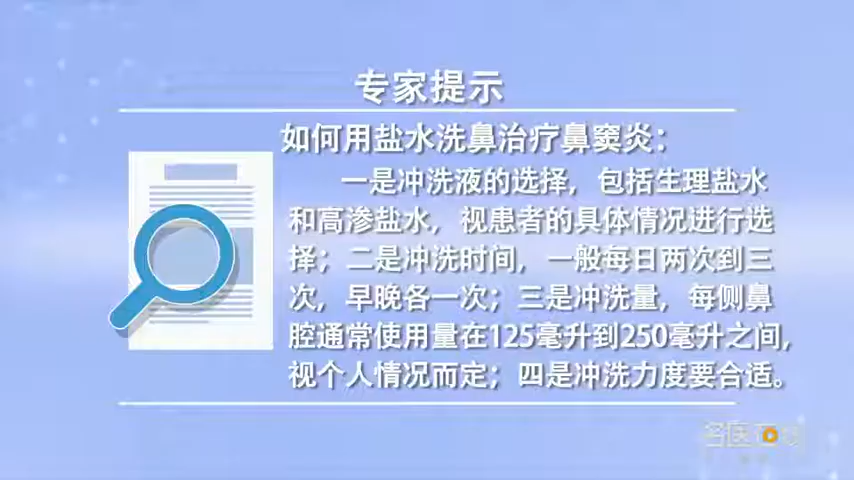 专家提示
如何用盐水洗鼻治疗鼻窦炎：
一是冲洗液的选择，包括生理盐水
和高渗盐水，视患者的具体情况进行选
择；二是冲洗时间，一般每日两次到三
次，早晚各一次；三是冲洗量，每侧鼻
腔通常使用量在125毫升到250毫升之间，
视个人情况而定；四是冲洗力度要合适。